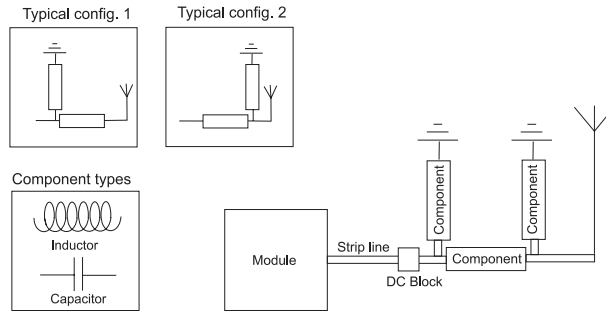 Typical config. 1
Typical config. 2
Component types
Inductor
Capacitor
Module
Strip line
DC Block
Component
Component
Component